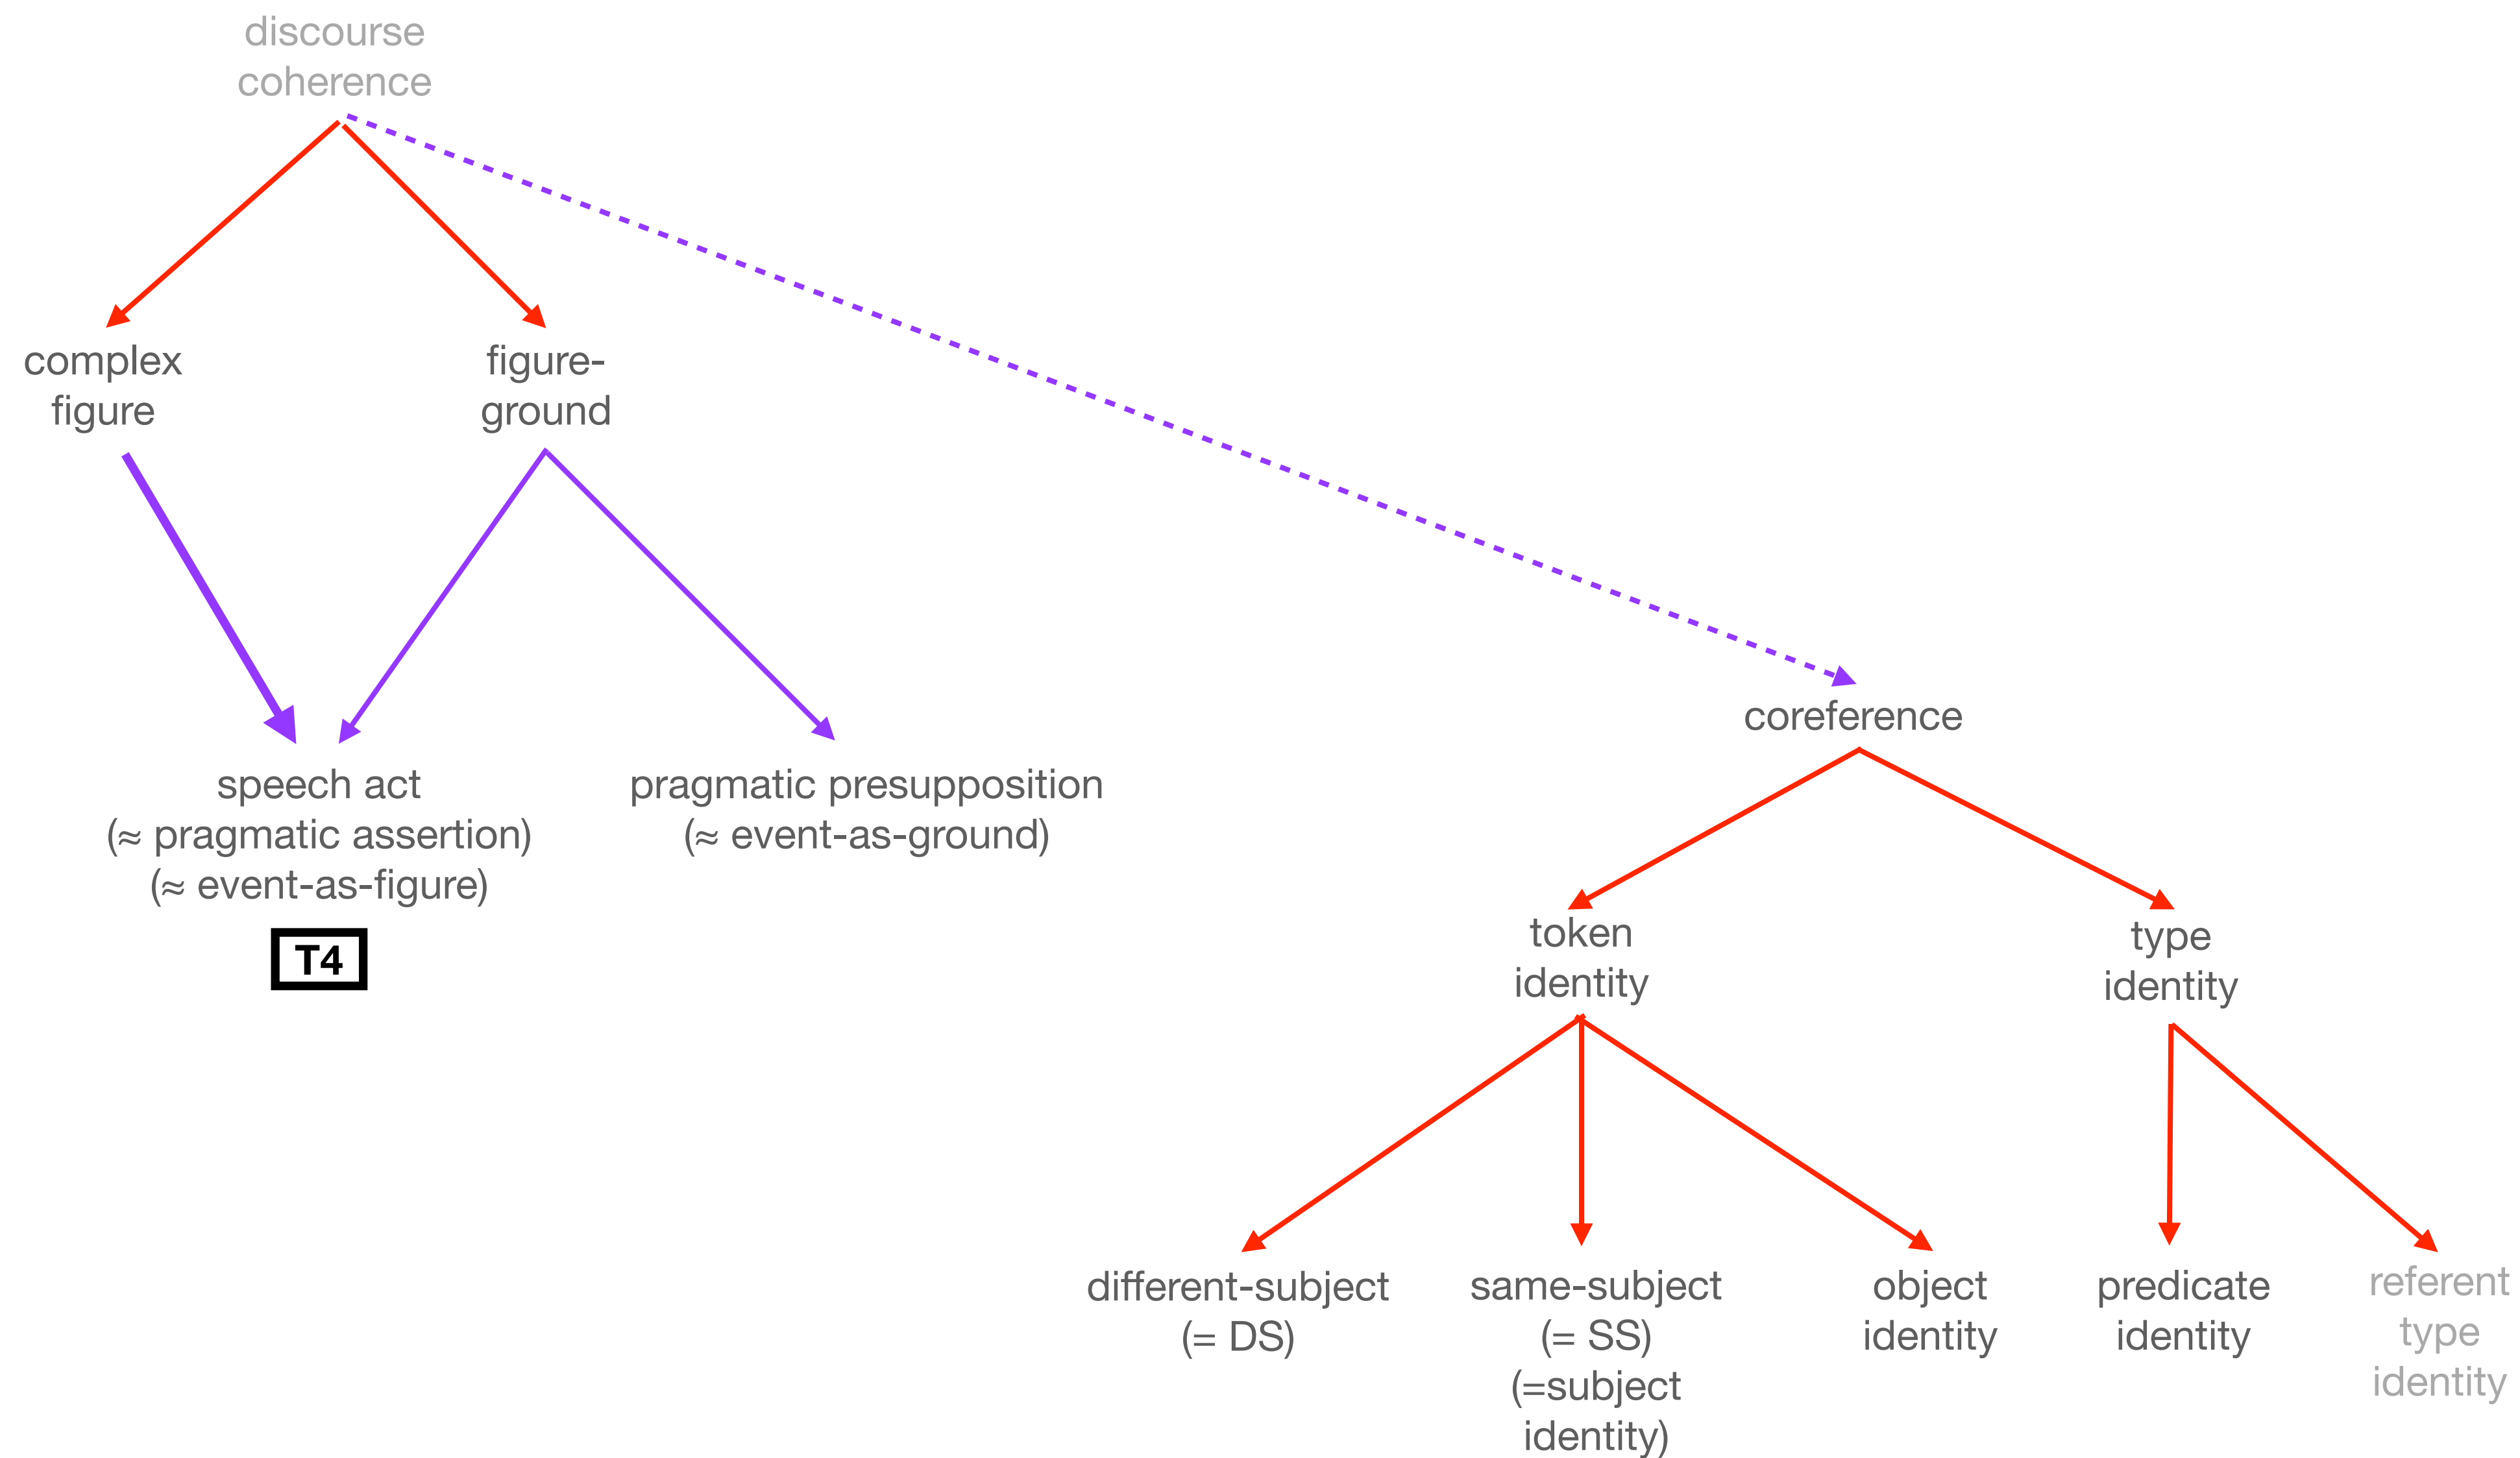 discourse
coherence
complex
figure
figure-
ground
coreference
speech act
(≈ pragmatic assertion)
(≈ event-as-figure)
T4
pragmatic presupposition
(≈ event-as-ground)
token
identity
type
identity
different-subject
(= DS)
same-subject
(= SS)
(=subject
identity)
object
identity
predicate
identity
referent
type
identity